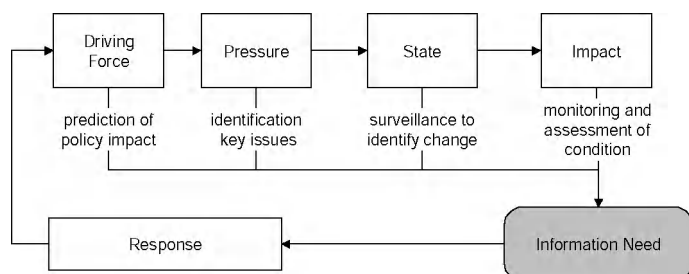 Driving
Force
Pressure
State
Impact
prediction of
policy impact
identification
key issues
surveillance to
identify change
monitoring and
assessment of
condition
Response
Information Need